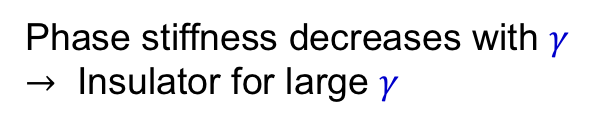 Phase stiffness decreases with γ
→ Insulator for large γ